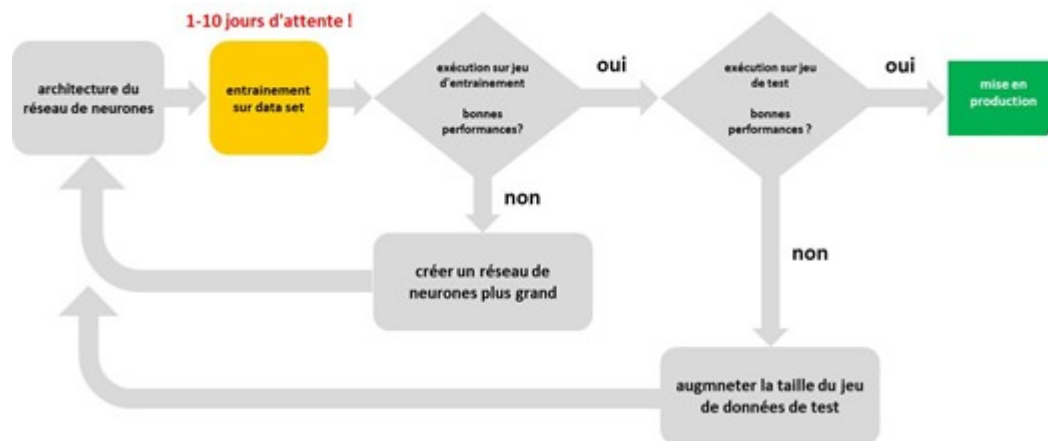 1-10 jours d'attente !
architecture du
réseau de neurones
entrainement
sur data set
exécution sur jeu
d'entrainement
bonnes
performances?
oui
exécution sur jeu
de test
bonnes
performances ?
oui
mise en
production
non
créer un réseau de
neurones plus grand
non
augmneter la taille du jeu
de données de test